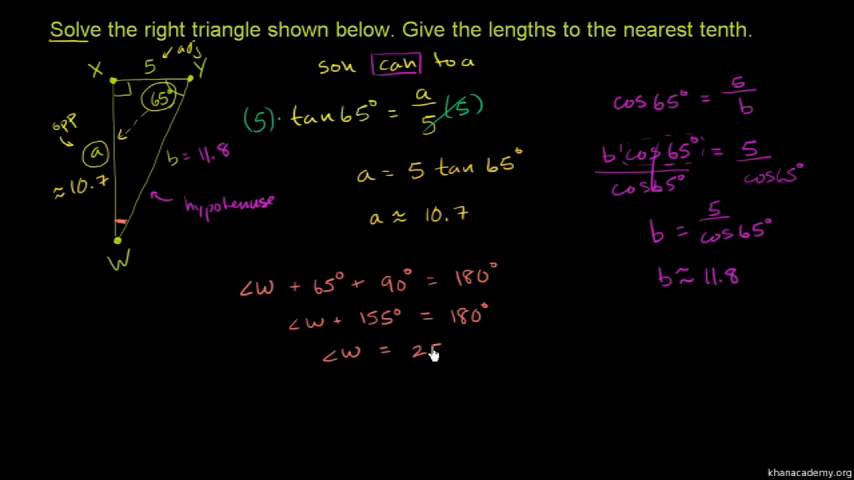 Solve the right triangle shown below. Give the lengths to the nearest tenth.
X 5 adj Y
soh cah toa
65°
opp
a
≈10.7
b = 11.8
hypotenuse
W
(5)· tan 65° = a/5 (5)
a = 5 tan 65°
a ≈ 10.7
cos 65° = 5/b
b cos 65°/cos 65° = 5/cos 65°
b = 5/cos 65°
b ≈ 11.8
∠W + 65° + 90° = 180°
∠W + 155° = 180°
∠W = 25
khanacademy.org